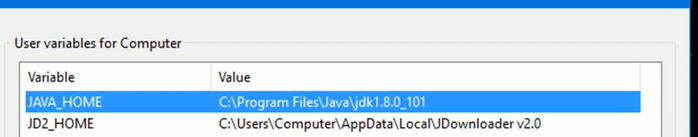 User variables for Computer
Variable Value
JAVA_HOME C:\Program Files\Java\jdk1.8.0_101
JD2_HOME C:\Users\Computer\AppData\Local\JDownloader v2.0